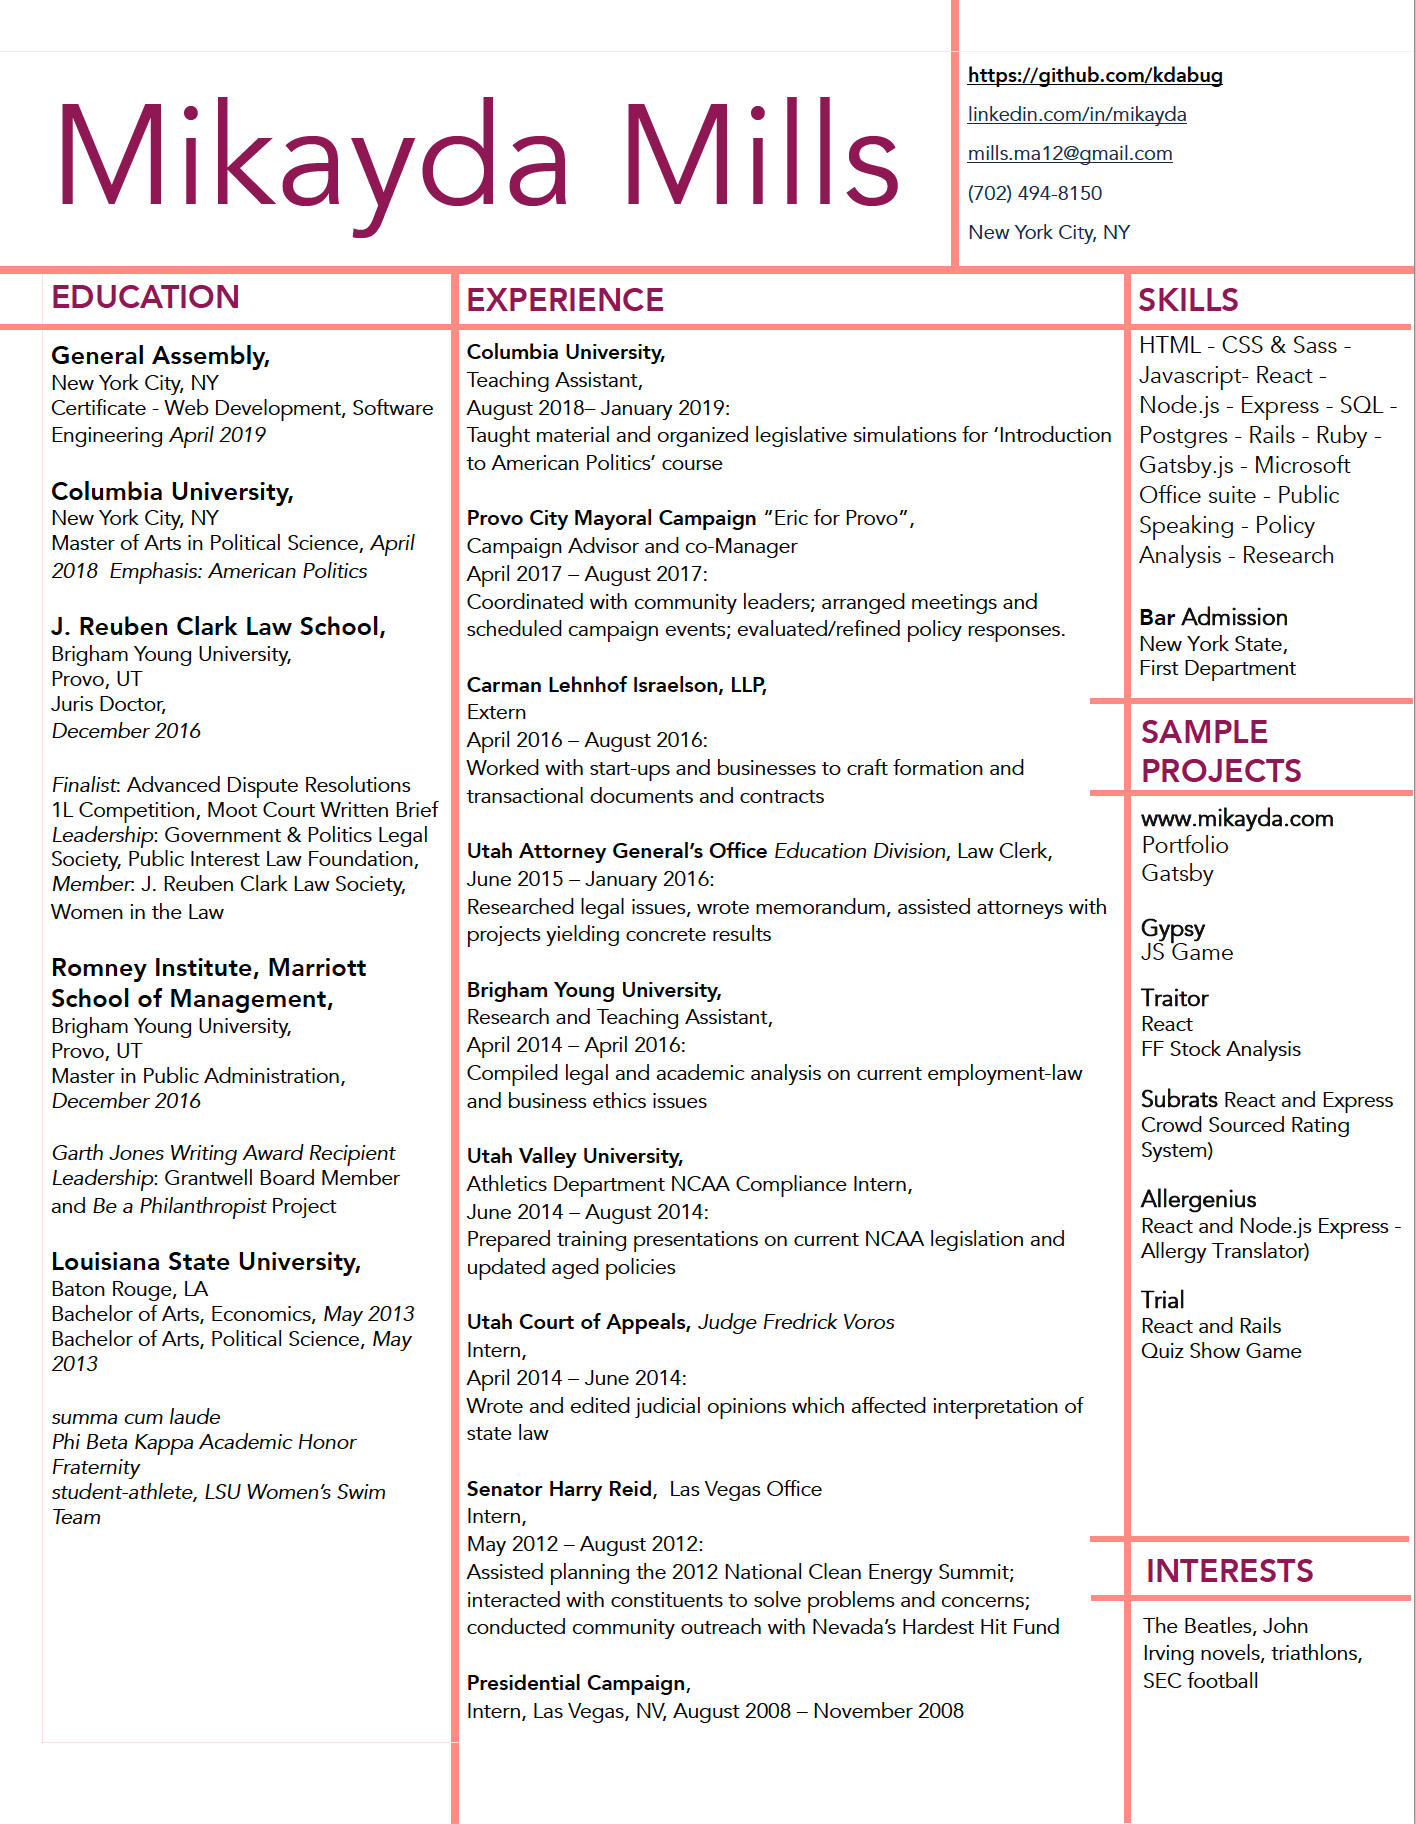 Mikayda Mills
https://github.com/kdabug
linkedin.com/in/mikayda
mills.ma12@gmail.com
(702) 494-8150
New York City, NY
EDUCATION
General Assembly,
New York City, NY
Certificate - Web Development, Software
Engineering April 2019
Columbia University,
New York City, NY
Master of Arts in Political Science, April
2018  Emphasis: American Politics
J. Reuben Clark Law School,
Brigham Young University,
Provo, UT
Juris Doctor,
December 2016
Finalist: Advanced Dispute Resolutions
1L Competition, Moot Court Written Brief
Leadership: Government & Politics Legal
Society, Public Interest Law Foundation,
Member: J. Reuben Clark Law Society,
Women in the Law
Romney Institute, Marriott
School of Management,
Brigham Young University,
Provo, UT
Master in Public Administration,
December 2016
Garth Jones Writing Award Recipient
Leadership: Grantwell Board Member
and Be a Philanthropist Project
Louisiana State University,
Baton Rouge, LA
Bachelor of Arts, Economics, May 2013
Bachelor of Arts, Political Science, May
2013
summa cum laude
Phi Beta Kappa Academic Honor
Fraternity
student-athlete, LSU Women’s Swim
Team
EXPERIENCE
Columbia University,
Teaching Assistant,
August 2018– January 2019:
Taught material and organized legislative simulations for ‘Introduction
to American Politics’ course
Provo City Mayoral Campaign “Eric for Provo”,
Campaign Advisor and co-Manager
April 2017 – August 2017:
Coordinated with community leaders; arranged meetings and
scheduled campaign events; evaluated/refined policy responses.
Carman Lehnhof Israelson, LLP,
Extern
April 2016 – August 2016:
Worked with start-ups and businesses to craft formation and
transactional documents and contracts
Utah Attorney General’s Office Education Division, Law Clerk,
June 2015 – January 2016:
Researched legal issues, wrote memorandum, assisted attorneys with
projects yielding concrete results
Brigham Young University,
Research and Teaching Assistant,
April 2014 – April 2016:
Compiled legal and academic analysis on current employment-law
and business ethics issues
Utah Valley University,
Athletics Department NCAA Compliance Intern,
June 2014 – August 2014:
Prepared training presentations on current NCAA legislation and
updated aged policies
Utah Court of Appeals, Judge Fredrick Voros
Intern,
April 2014 – June 2014:
Wrote and edited judicial opinions which affected interpretation of
state law
Senator Harry Reid,  Las Vegas Office
Intern,
May 2012 – August 2012:
Assisted planning the 2012 National Clean Energy Summit;
interacted with constituents to solve problems and concerns;
conducted community outreach with Nevada’s Hardest Hit Fund
Presidential Campaign,
Intern, Las Vegas, NV, August 2008 – November 2008
SKILLS
HTML - CSS & Sass -
Javascript- React -
Node.js - Express - SQL -
Postgres - Rails - Ruby -
Gatsby.js - Microsoft
Office suite - Public
Speaking - Policy
Analysis - Research
Bar Admission
New York State,
First Department
SAMPLE
PROJECTS
www.mikayda.com
Portfolio
Gatsby
Gypsy
JS Game
Traitor
React
FF Stock Analysis
Subrats React and Express
Crowd Sourced Rating
System)
Allergenius
React and Node.js Express -
Allergy Translator)
Trial
React and Rails
Quiz Show Game
INTERESTS
The Beatles, John
Irving novels, triathlons,
SEC football